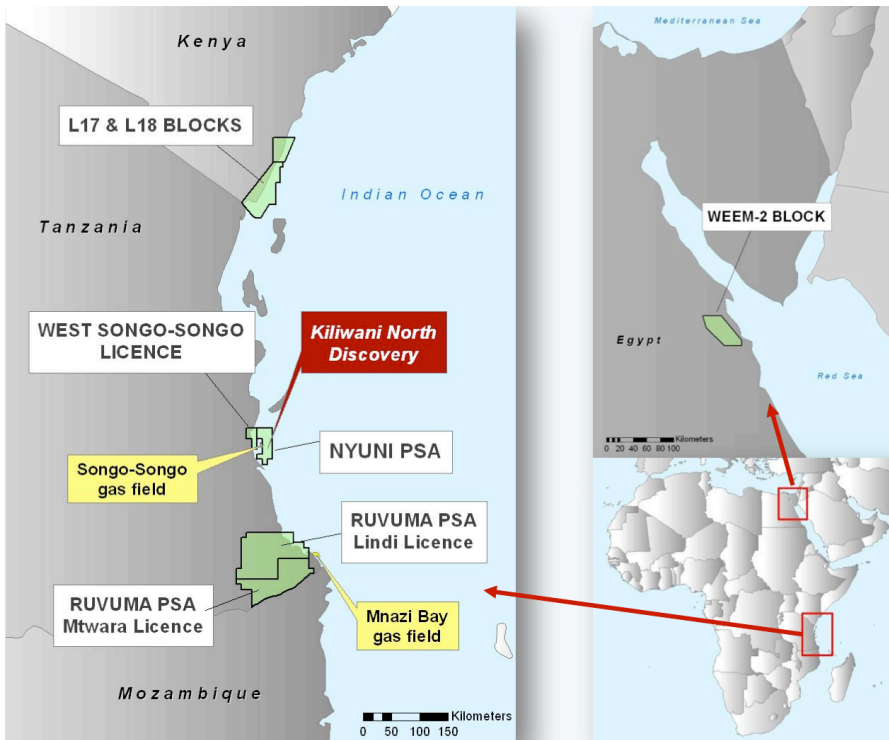 Kenya
L17 & L18 BLOCKS
Indian Ocean
Tanzania
WEST SONGO-SONGO
LICENCE
Kiliwani North
Discovery
NYUNI PSA
Songo-Songo
gas field
RUVUMA PSA
Lindi Licence
RUVUMA PSA
Mtwara Licence
Mnazi Bay
gas field
Mozambique
Kilometers
0 50 100 150
Mediterranean Sea
WEEM-2 BLOCK
Egypt
Red Sea
Kilometers
0 20 40 60 80 100